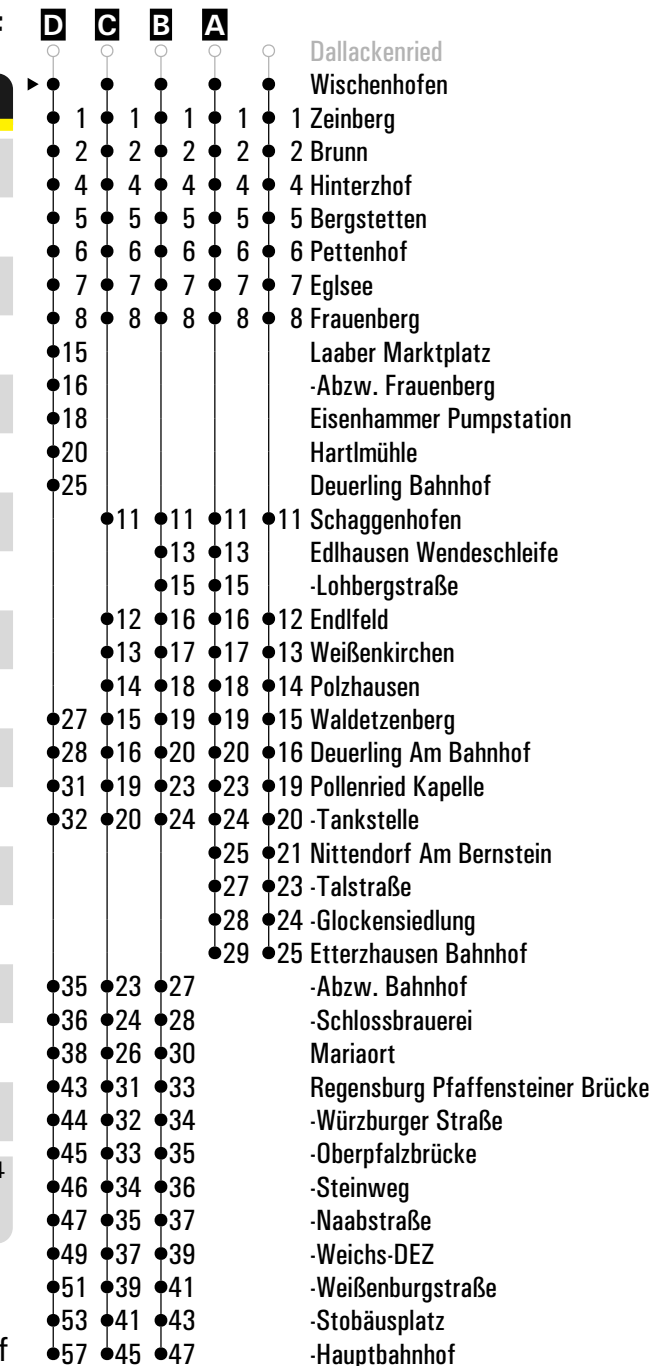 :
D C B A
Dallackenried
Wischenhofen
1 1 1 1 1 Zeinberg
2 2 2 2 2 Brunn
4 4 4 4 4 Hinterzhof
5 5 5 5 5 Bergstetten
6 6 6 6 6 Pettenhof
7 7 7 7 7 Eglsee
8 8 8 8 8 Frauenberg
15 Laaber Marktplatz
16 -Abzw. Frauenberg
18 Eisenhammer Pumpstation
20 Hartlmühle
25 Deuerling Bahnhof
11 11 11 11 Schaggenhofen
13 13 Edlhausen Wendeschleife
15 15 -Lohbergstraße
12 16 16 12 Endlfeld
13 17 17 13 Weißenkirchen
14 18 18 14 Polzhausen
27 15 19 19 15 Waldetzenberg
28 16 20 20 16 Deuerling Am Bahnhof
31 19 23 23 19 Pollenried Kapelle
32 20 24 24 20 -Tankstelle
25 21 Nittendorf Am Bernstein
27 23 -Talstraße
28 24 -Glockensiedlung
29 25 Etterzhausen Bahnhof
35 23 27 -Abzw. Bahnhof
36 24 28 -Schlossbrauerei
38 26 30 Mariaort
43 31 33 Regensburg Pfaffensteiner Brücke
44 32 34 -Würzburger Straße
45 33 35 -Oberpfalzbrücke
4
46 34 36 -Steinweg
47 35 37 -Naabstraße
49 37 39 -Weichs-DEZ
51 39 41 -Weißenburgstraße
53 41 43 -Stobäusplatz
f 57 45 47 -Hauptbahnhof